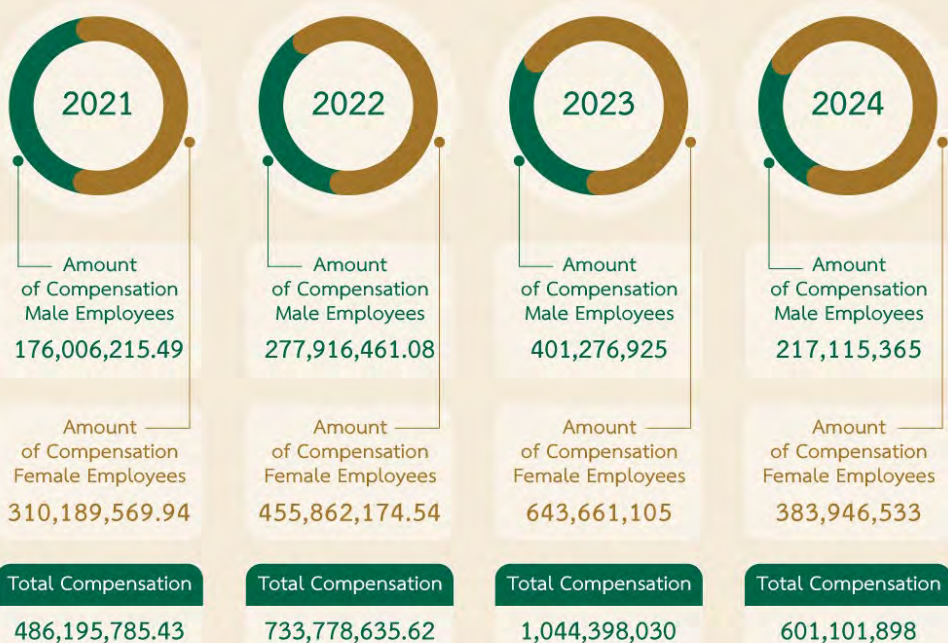 2021
Amount
of Compensation
Male Employees
176,006,215.49
Amount
of Compensation
Female Employees
310,189,569.94
Total Compensation
486,195,785.43
2022
Amount
of Compensation
Male Employees
277,916,461.08
Amount
of Compensation
Female Employees
455,862,174.54
Total Compensation
733,778,635.62
2023
Amount
of Compensation
Male Employees
401,276,925
Amount
of Compensation
Female Employees
643,661,105
Total Compensation
1,044,398,030
2024
Amount
of Compensation
Male Employees
217,115,365
Amount
of Compensation
Female Employees
383,946,533
Total Compensation
601,101,898